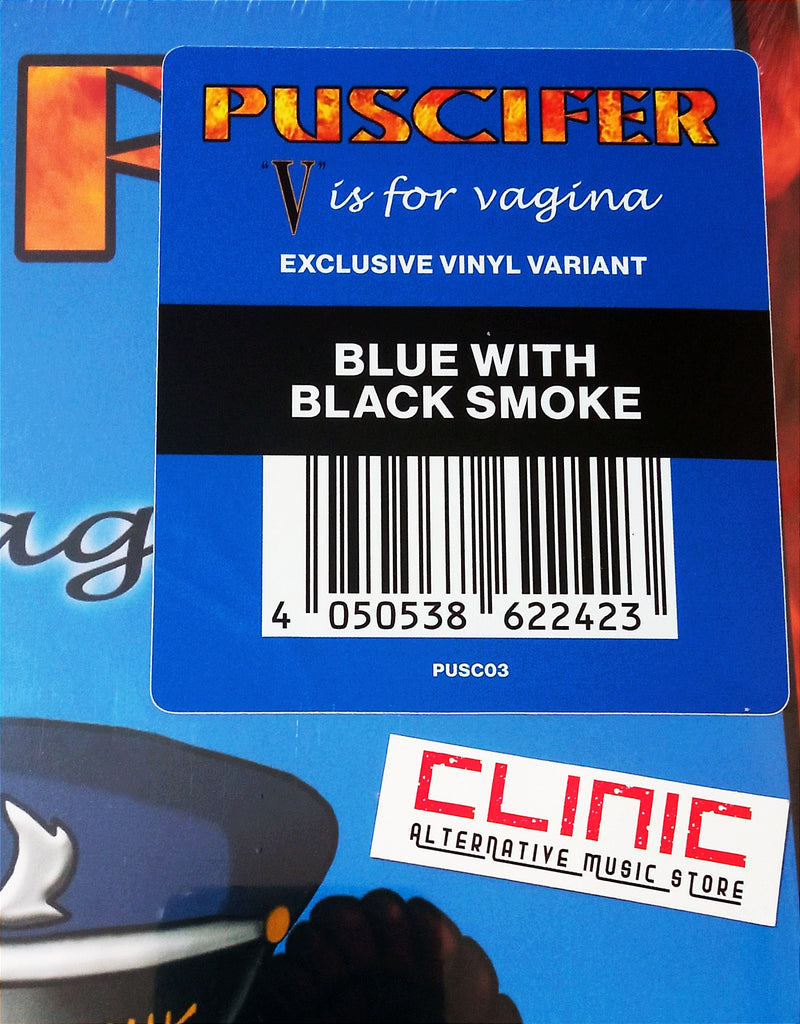 PUSCIFER
"V" is for vagina
EXCLUSIVE VINYL VARIANT
BLUE WITH
BLACK SMOKE
4 050538 622423
PUSC03
CLINIC
ALTERNATIVE MUSIC STORE
P
ag